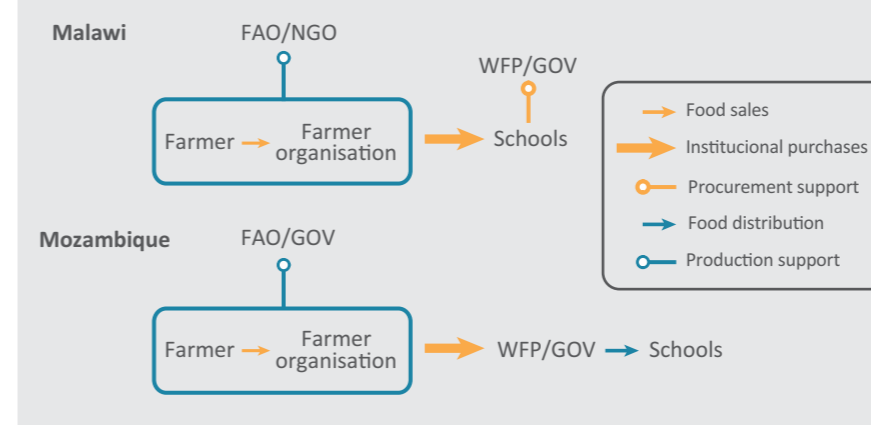 Malawi
FAO/NGO
WFP/GOV
Farmer
Farmer
organisation
Schools
Food sales
Institucional purchases
Procurement support
Food distribution
Production support
Mozambique
FAO/GOV
Farmer
Farmer
organisation
WFP/GOV
Schools